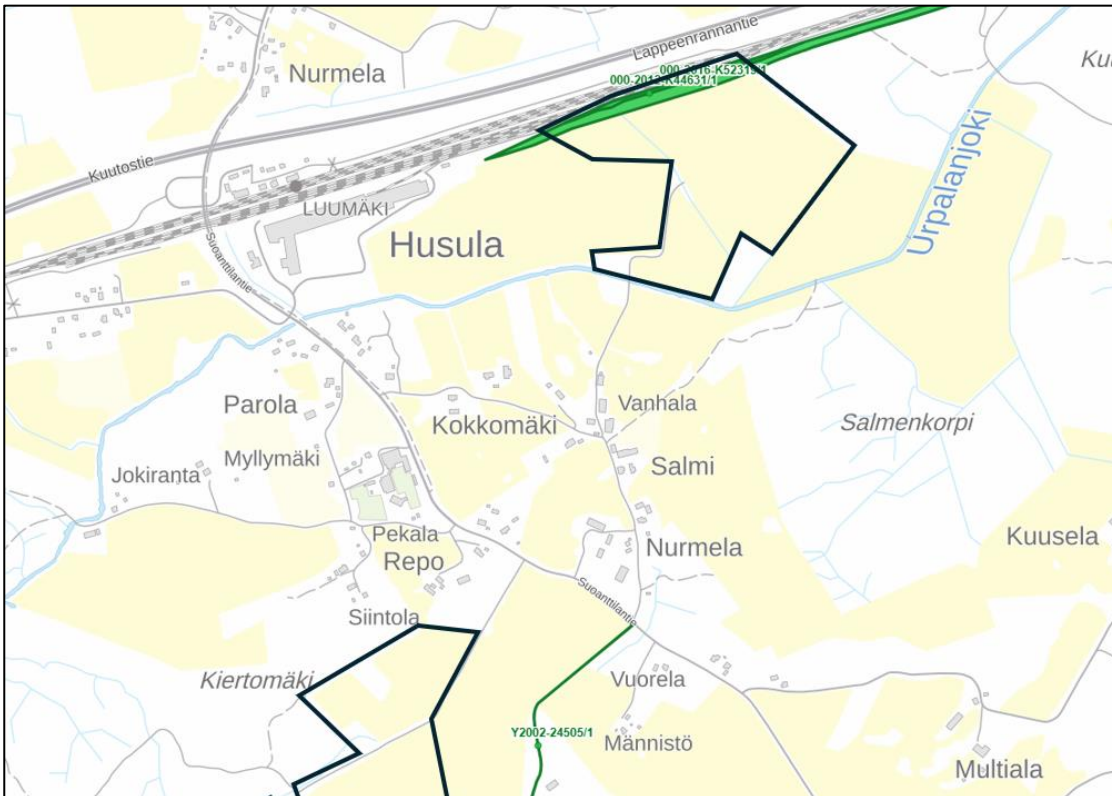 Lappeenrannantie
Nurmela
Ku
000-2016-K52319/1
000-2012-K44631/1
Kuutostie
LUUMÄKI
Urpalanjoki
Husula
Suoanttilantie
Parola
Vanhala
Kokkomäki
Salmenkorpi
Myllymäki
Salmi
Jokiranta
Pekala
Kuusela
Nurmela
Repo
Suoanttilantie
Siintola
Kiertomäki
Vuorela
Y2002-24505/1
Männistö
Multiala